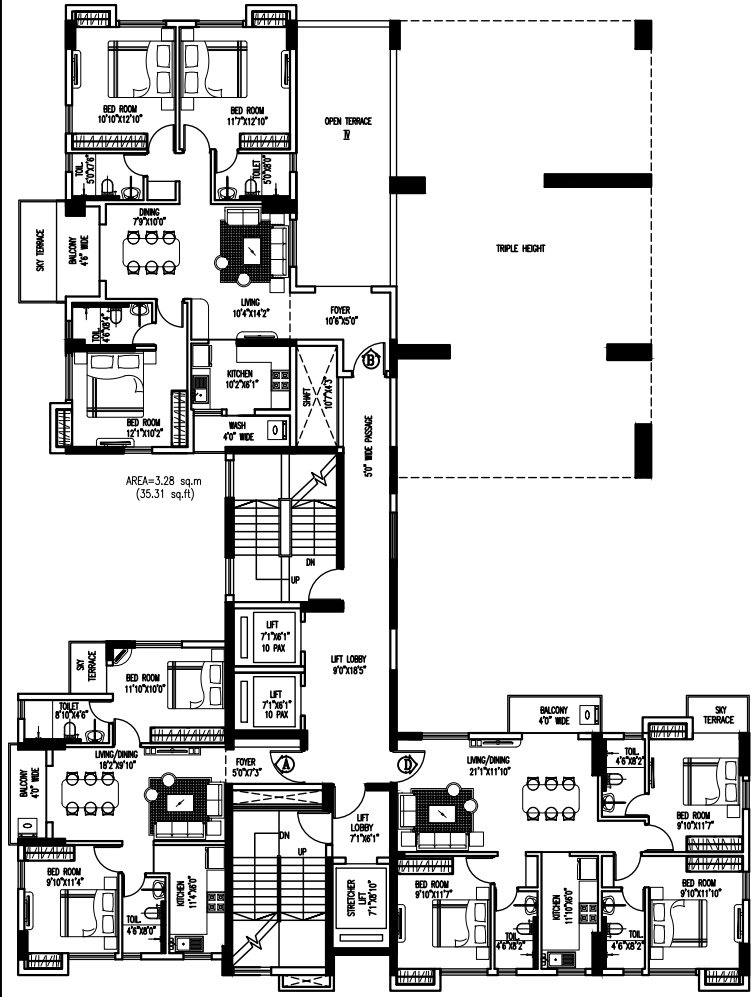 BED ROOM
10'10"X12'10"
BED ROOM
11'7"X12'10"
OPEN TERRACE
IV
TOIL.
5'0"X7'6"
TOILET
5'0"X8'0"
SKY TERRACE
BALCONY
4'6" WIDE
DINING
7'9"X10'0"
TRIPLE HEIGHT
LIVING
10'4"X14'2"
FOYER
10'6"X5'0"
TOIL.
4'6"X8'4"
B
KITCHEN
10'2"X6'1"
SHAFT
10'7"X4'3"
BED ROOM
12'1"X10'2"
WASH
4'0" WIDE
5'0" WIDE PASSAGE
AREA=3.28 sq.m
(35.31 sq.ft)
DN
UP
LIFT
7'1"X6'1"
10 PAX
LIFT LOBBY
9'0"X18'5"
SKY
TERRACE
BED ROOM
11'10"X10'0"
LIFT
7'1"X6'1"
10 PAX
TOILET
8'10"X4'6"
BALCONY
4'0" WIDE
SKY
TERRACE
LIVING/DINING
18'2"X9'10"
FOYER
5'0"X7'3"
A
D
LIVING/DINING
21'1"X11'10"
TOIL.
4'6"X8'2"
BALCONY
4'0" WIDE
BED ROOM
9'10"X11'7"
DN
UP
LIFT
LOBBY
7'1"X6'1"
BED ROOM
9'10"X11'4"
KITCHEN
11'4"X6'0"
STRETCHER
LIFT
7'1"X8'10"
BED ROOM
9'10"X11'7"
KITCHEN
11'10"X6'0"
BED ROOM
9'10"X11'10"
TOIL.
4'6"X8'0"
TOIL.
4'6"X8'2"
TOIL.
4'6"X8'2"